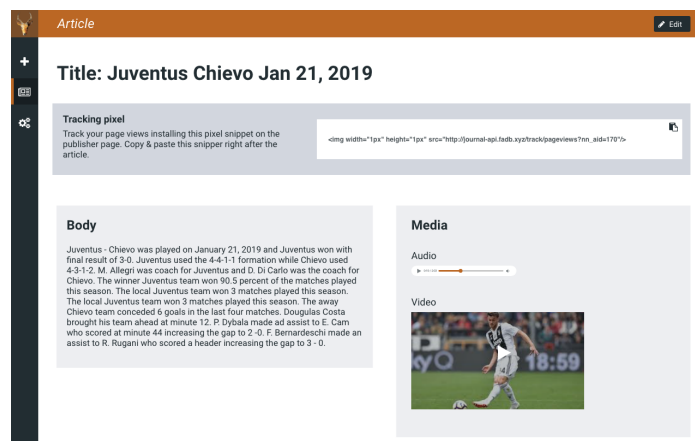 Article
Edit
Title: Juventus Chievo Jan 21, 2019
Tracking pixel
Track your page views installing this pixel snippet on the
publisher page. Copy & paste this snipper right after the
article.
<img width="1px" height="1px" src="http://journal-api.fadb.xyz/track/pageviews?nn_aid=170"/>
Body
Juventus - Chievo was played on January 21, 2019 and Juventus won with
final result of 3-0. Juventus used the 4-4-1-1 formation while Chievo used
4-3-1-2. M. Allegri was coach for Juventus and D. Di Carlo was the coach for
Chievo. The winner Juventus team won 90.5 percent of the matches played
this season. The local Juventus team won 3 matches played this season.
The local Juventus team won 3 matches played this season. The away
Chievo team conceded 6 goals in the last four matches. Dougulas Costa
brought his team ahead at minute 12. P. Dybala made ad assist to E. Cam
who scored at minute 44 increasing the gap to 2 -0. F. Bernardeschi made an
assist to R. Rugani who scored a header increasing the gap to 3 - 0.
Media
Audio
Video
18:59